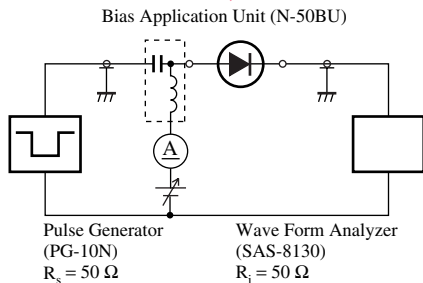 Bias Application Unit (N-50BU)
A
Pulse Generator
(PG-10N)
Rs = 50 Ω
Wave Form Analyzer
(SAS-8130)
Ri = 50 Ω